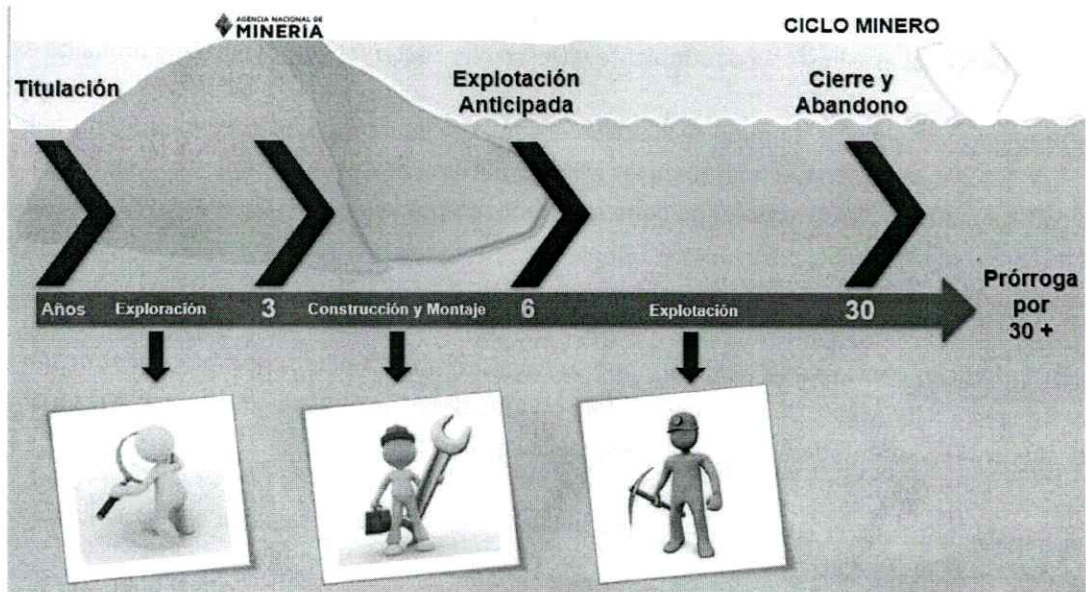 AGENCIA NACIONAL DE
MINERÍA
CICLO MINERO
Titulación
Explotación
Anticipada
Cierre y
Abandono
Años
Exploración
3
Construcción y Montaje
6
Explotación
30
Prórroga
por
30 +